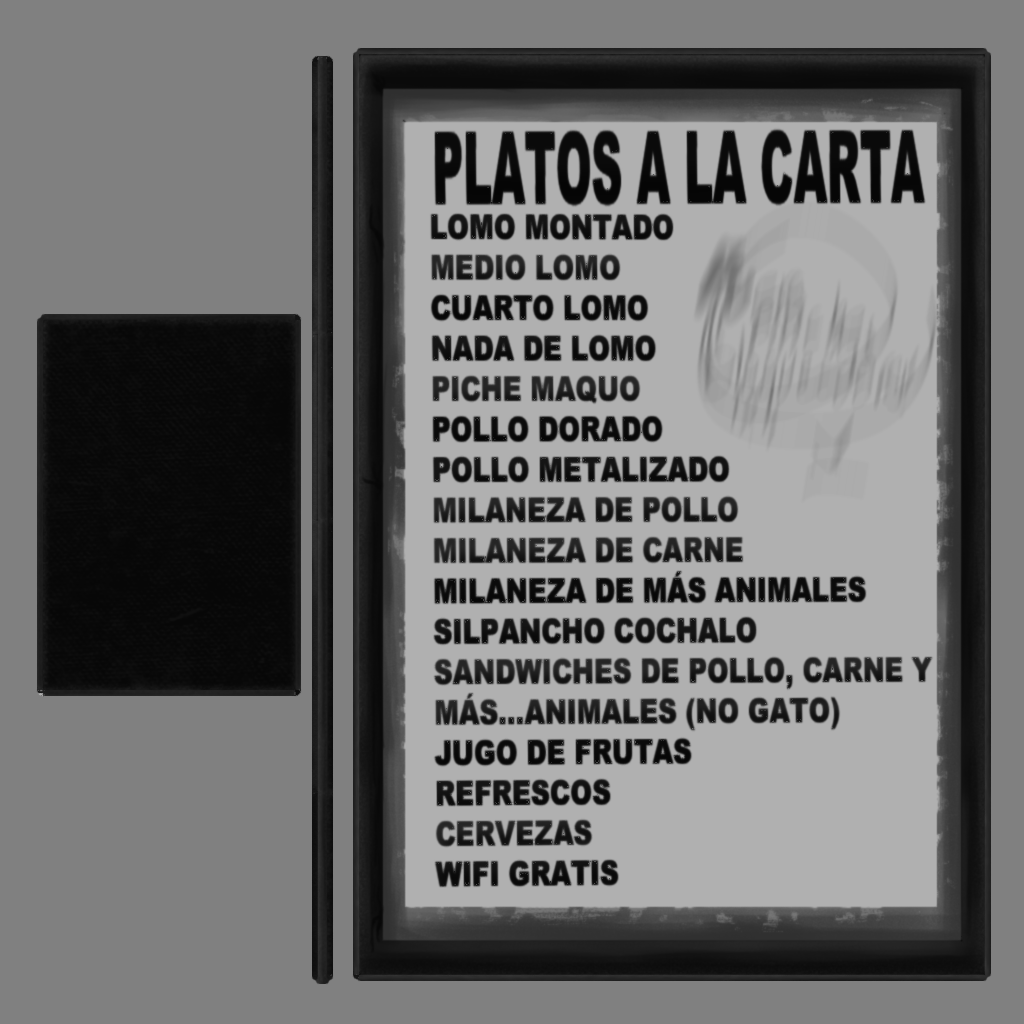 PLATOS A LA CARTA
LOMO MONTADO
MEDIO LOMO
CUARTO LOMO
NADA DE LOMO
PICHE MAQUO
POLLO DORADO
POLLO METALIZADO
MILANEZA DE POLLO
MILANEZA DE CARNE
MILANEZA DE MÁS ANIMALES
SILPANCHO COCHALO
SANDWICHES DE POLLO, CARNE Y
MÁS...ANIMALES (NO GATO)
JUGO DE FRUTAS
REFRESCOS
CERVEZAS
WIFI GRATIS